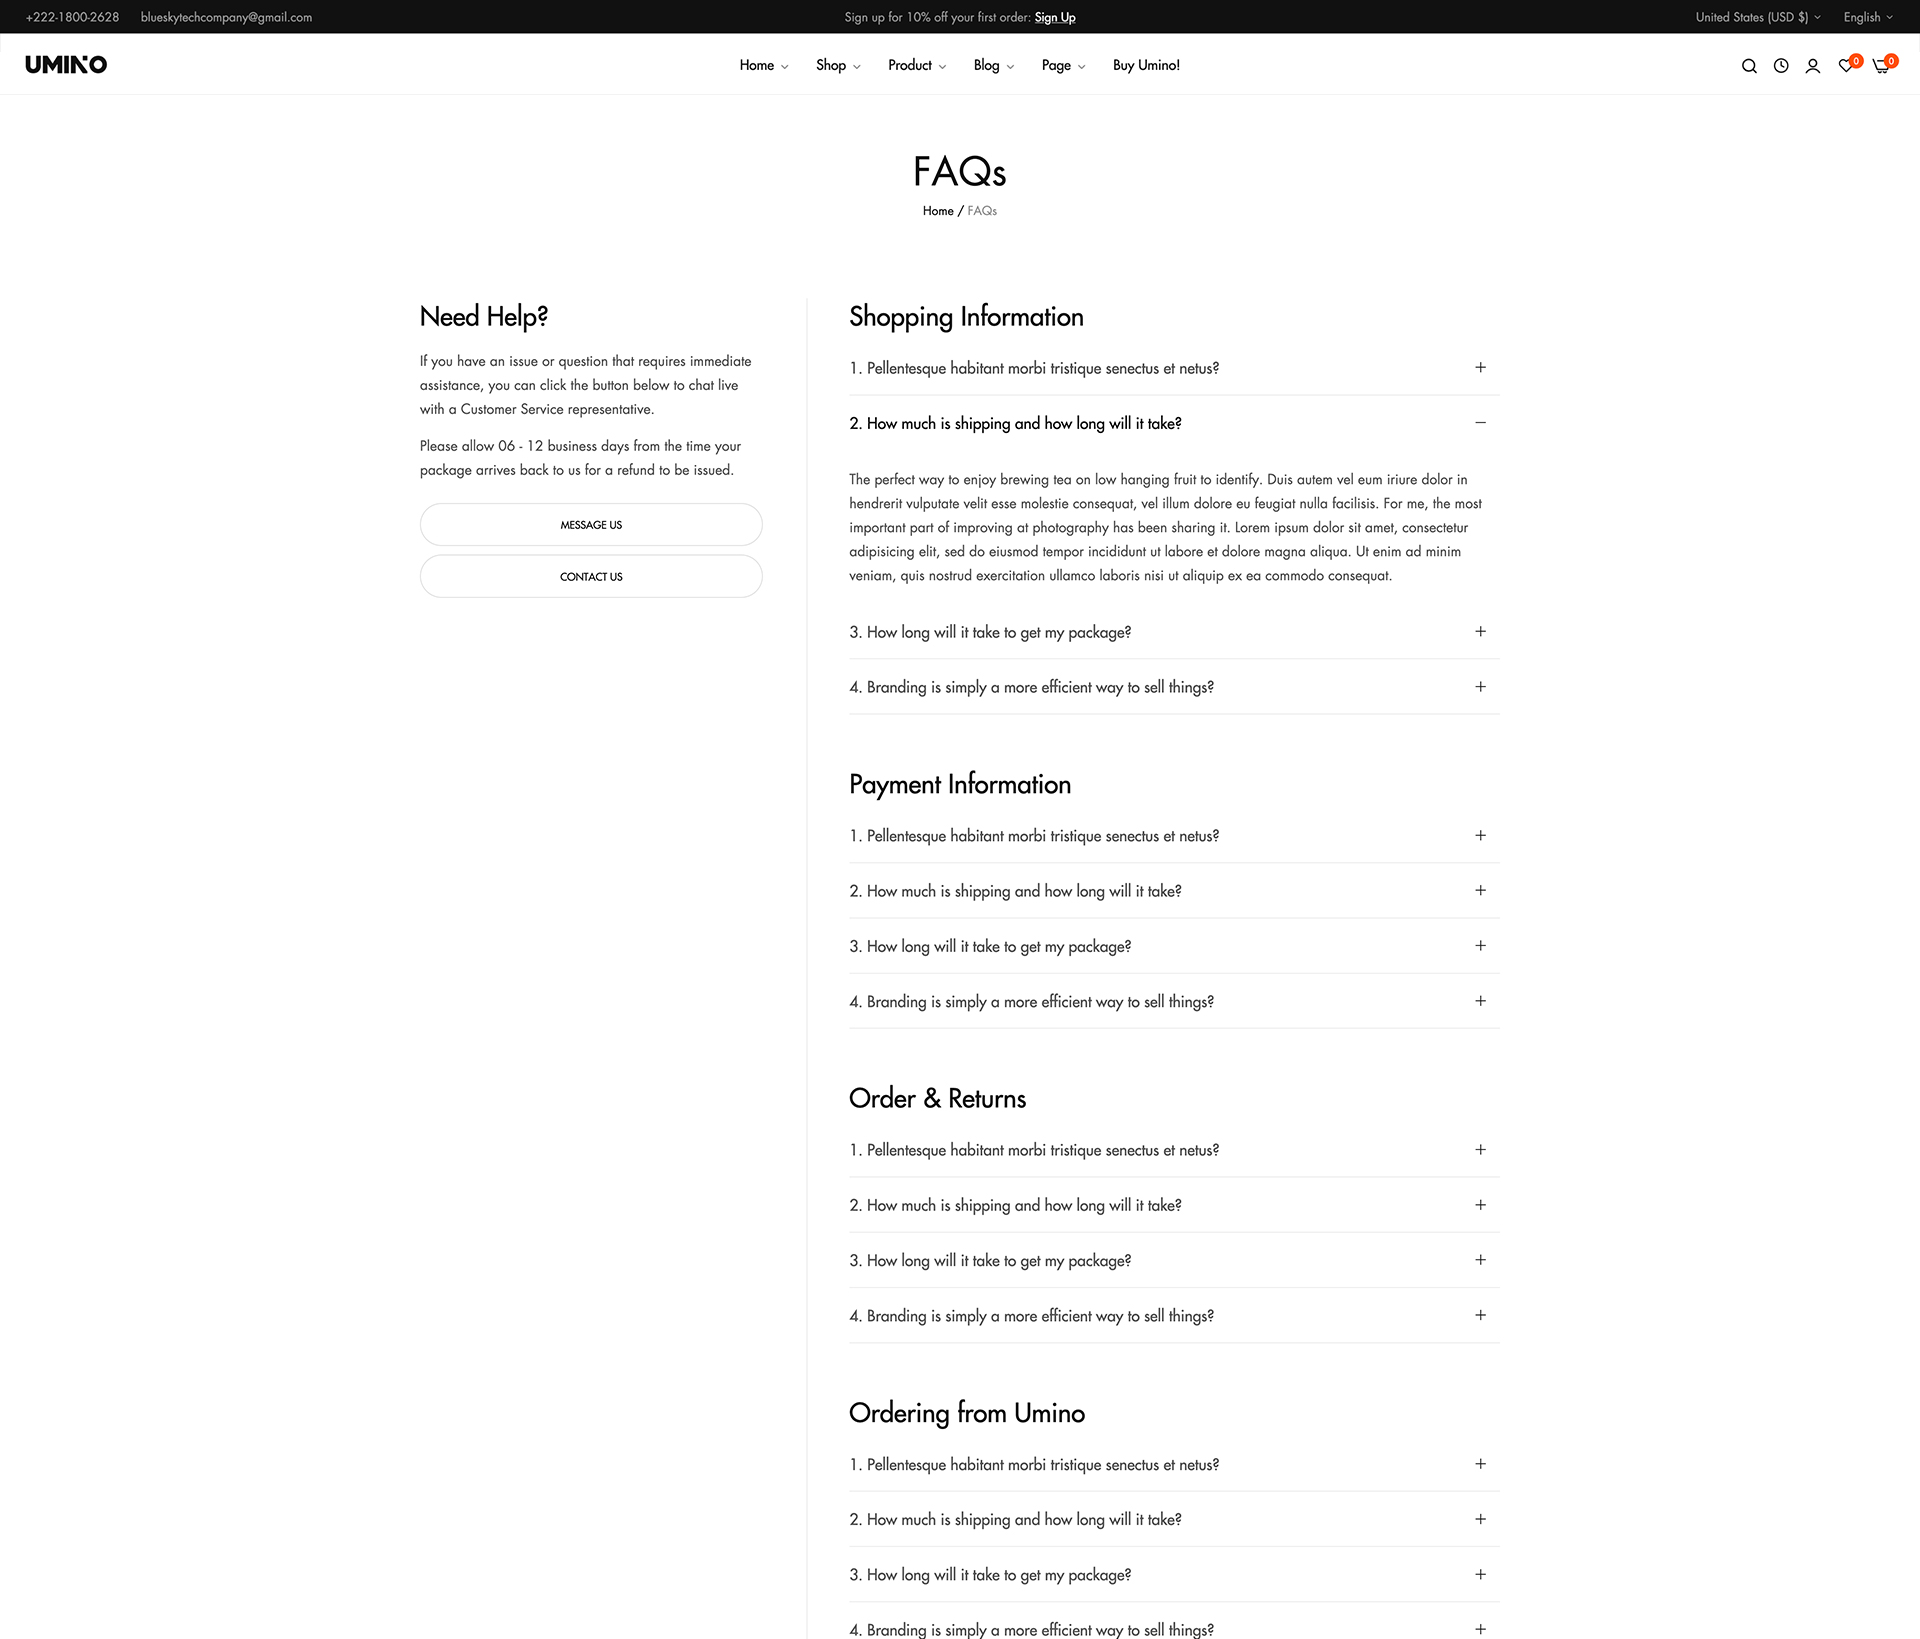 +222-1800-2628 blueskytechcompany@gmail.com Sign up for 10% off your first order: Sign Up United States (USD $) English
UMINO Home Shop Product Blog Page Buy Umino! 0 0
FAQs
Home / FAQs
Need Help?
If you have an issue or question that requires immediate
assistance, you can click the button below to chat live
with a Customer Service representative.
Please allow 06 - 12 business days from the time your
package arrives back to us for a refund to be issued.
MESSAGE US
CONTACT US
Shopping Information
1. Pellentesque habitant morbi tristique senectus et netus?
2. How much is shipping and how long will it take?
The perfect way to enjoy brewing tea on low hanging fruit to identify. Duis autem vel eum iriure dolor in
hendrerit vulputate velit esse molestie consequat, vel illum dolore eu feugiat nulla facilisis. For me, the most
important part of improving at photography has been sharing it. Lorem ipsum dolor sit amet, consectetur
adipisicing elit, sed do eiusmod tempor incididunt ut labore et dolore magna aliqua. Ut enim ad minim
veniam, quis nostrud exercitation ullamco laboris nisi ut aliquip ex ea commodo consequat.
3. How long will it take to get my package?
4. Branding is simply a more efficient way to sell things?
Payment Information
1. Pellentesque habitant morbi tristique senectus et netus?
2. How much is shipping and how long will it take?
3. How long will it take to get my package?
4. Branding is simply a more efficient way to sell things?
Order & Returns
1. Pellentesque habitant morbi tristique senectus et netus?
2. How much is shipping and how long will it take?
3. How long will it take to get my package?
4. Branding is simply a more efficient way to sell things?
Ordering from Umino
1. Pellentesque habitant morbi tristique senectus et netus?
2. How much is shipping and how long will it take?
3. How long will it take to get my package?
4. Branding is simply a more efficient way to sell things?